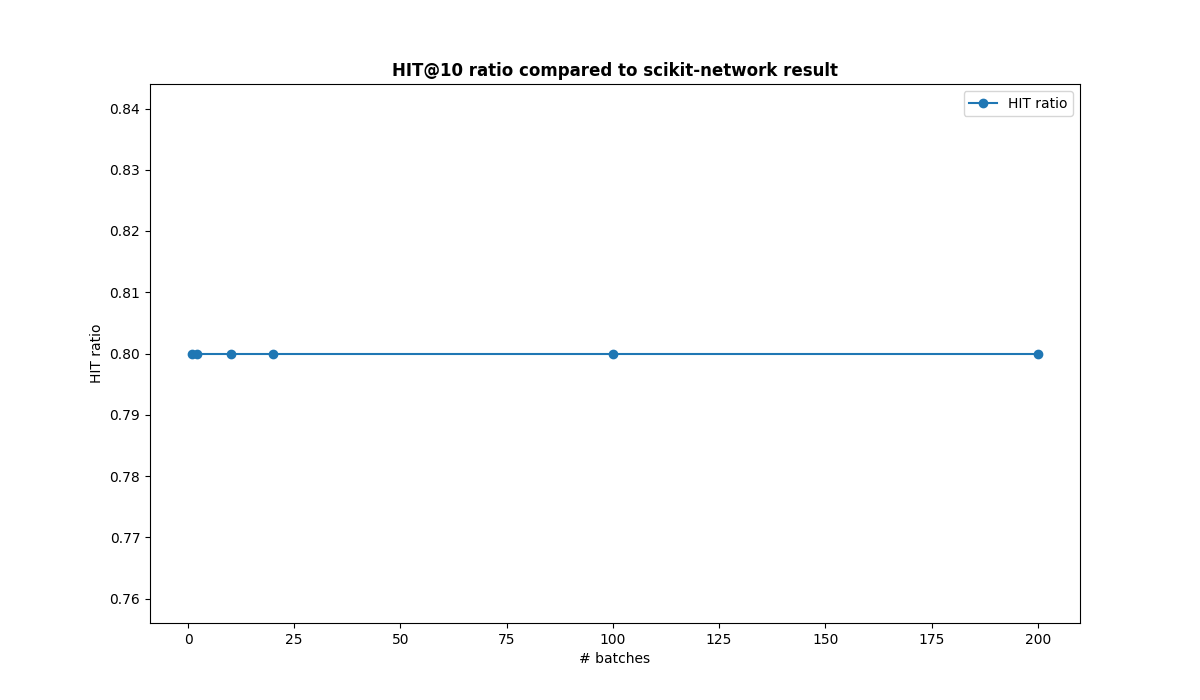 HIT@10 ratio compared to scikit-network result
HIT ratio
0.84
0.83
0.82
0.81
0.80
0.79
0.78
0.77
0.76
HIT ratio
0 25 50 75 100 125 150 175 200
# batches